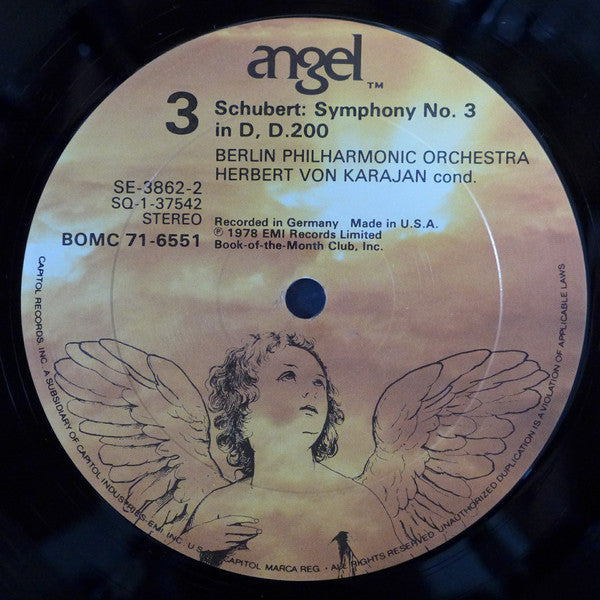 angel TM
3
Schubert: Symphony No. 3
in D, D.200
BERLIN PHILHARMONIC ORCHESTRA
HERBERT VON KARAJAN cond.
SE-3862-2
SQ-1-37542
STEREO
BOMC 71-6551
Recorded in Germany Made in U.S.A.
℗ 1978 EMI Records Limited
Book-of-the-Month Club, Inc.
CAPITOL RECORDS, INC. A SUBSIDIARY OF CAPITOL INDUSTRIES-EMI, INC. U.S. CAPITOL MARCA REG. • ALL RIGHTS RESERVED. UNAUTHORIZED DUPLICATION IS A VIOLATION OF APPLICABLE LAWS